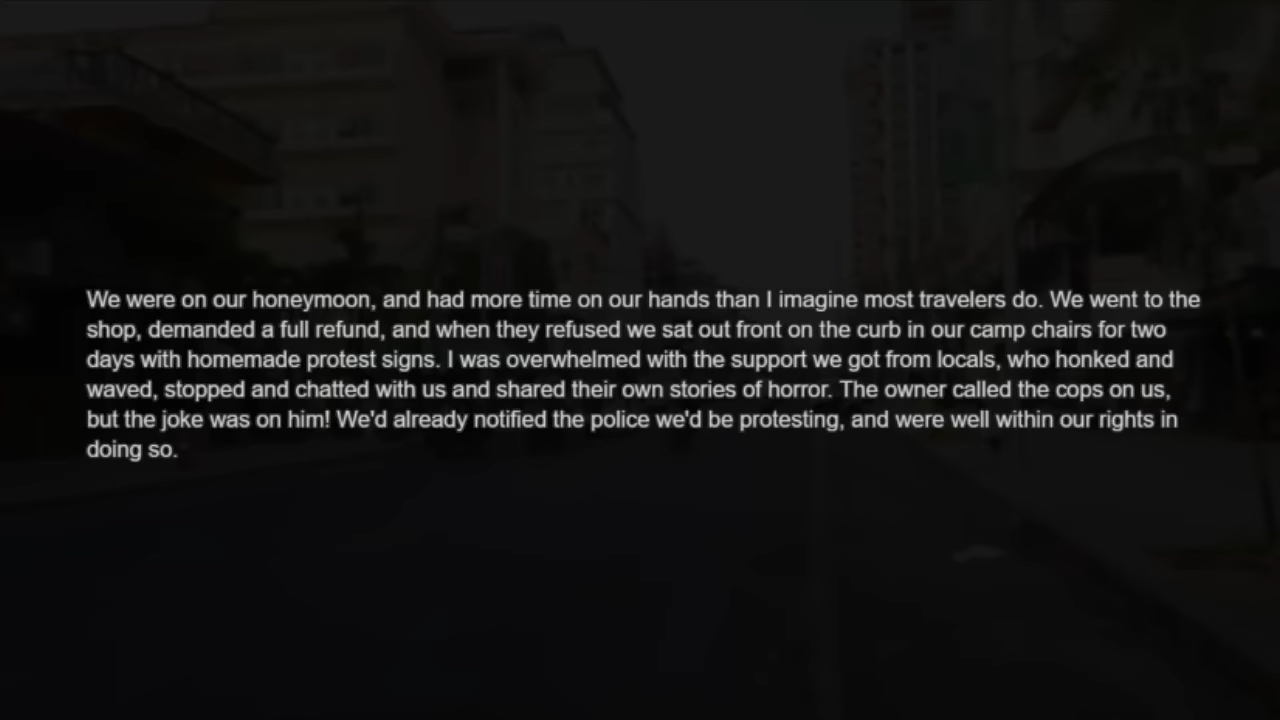 We were on our honeymoon, and had more time on our hands than I imagine most travelers do. We went to the
shop, demanded a full refund, and when they refused we sat out front on the curb in our camp chairs for two
days with homemade protest signs. I was overwhelmed with the support we got from locals, who honked and
waved, stopped and chatted with us and shared their own stories of horror. The owner called the cops on us,
but the joke was on him! We'd already notified the police we'd be protesting, and were well within our rights in
doing so.